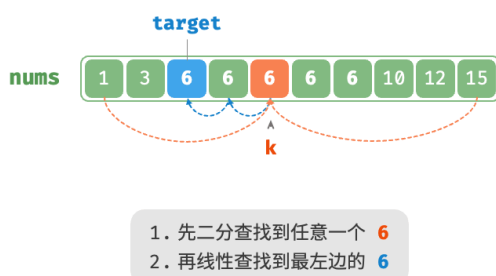 target
nums 1 3 6 6 6 6 6 10 12 15
k
1. 先二分查找到任意一个 6
2. 再线性查找到最左边的 6